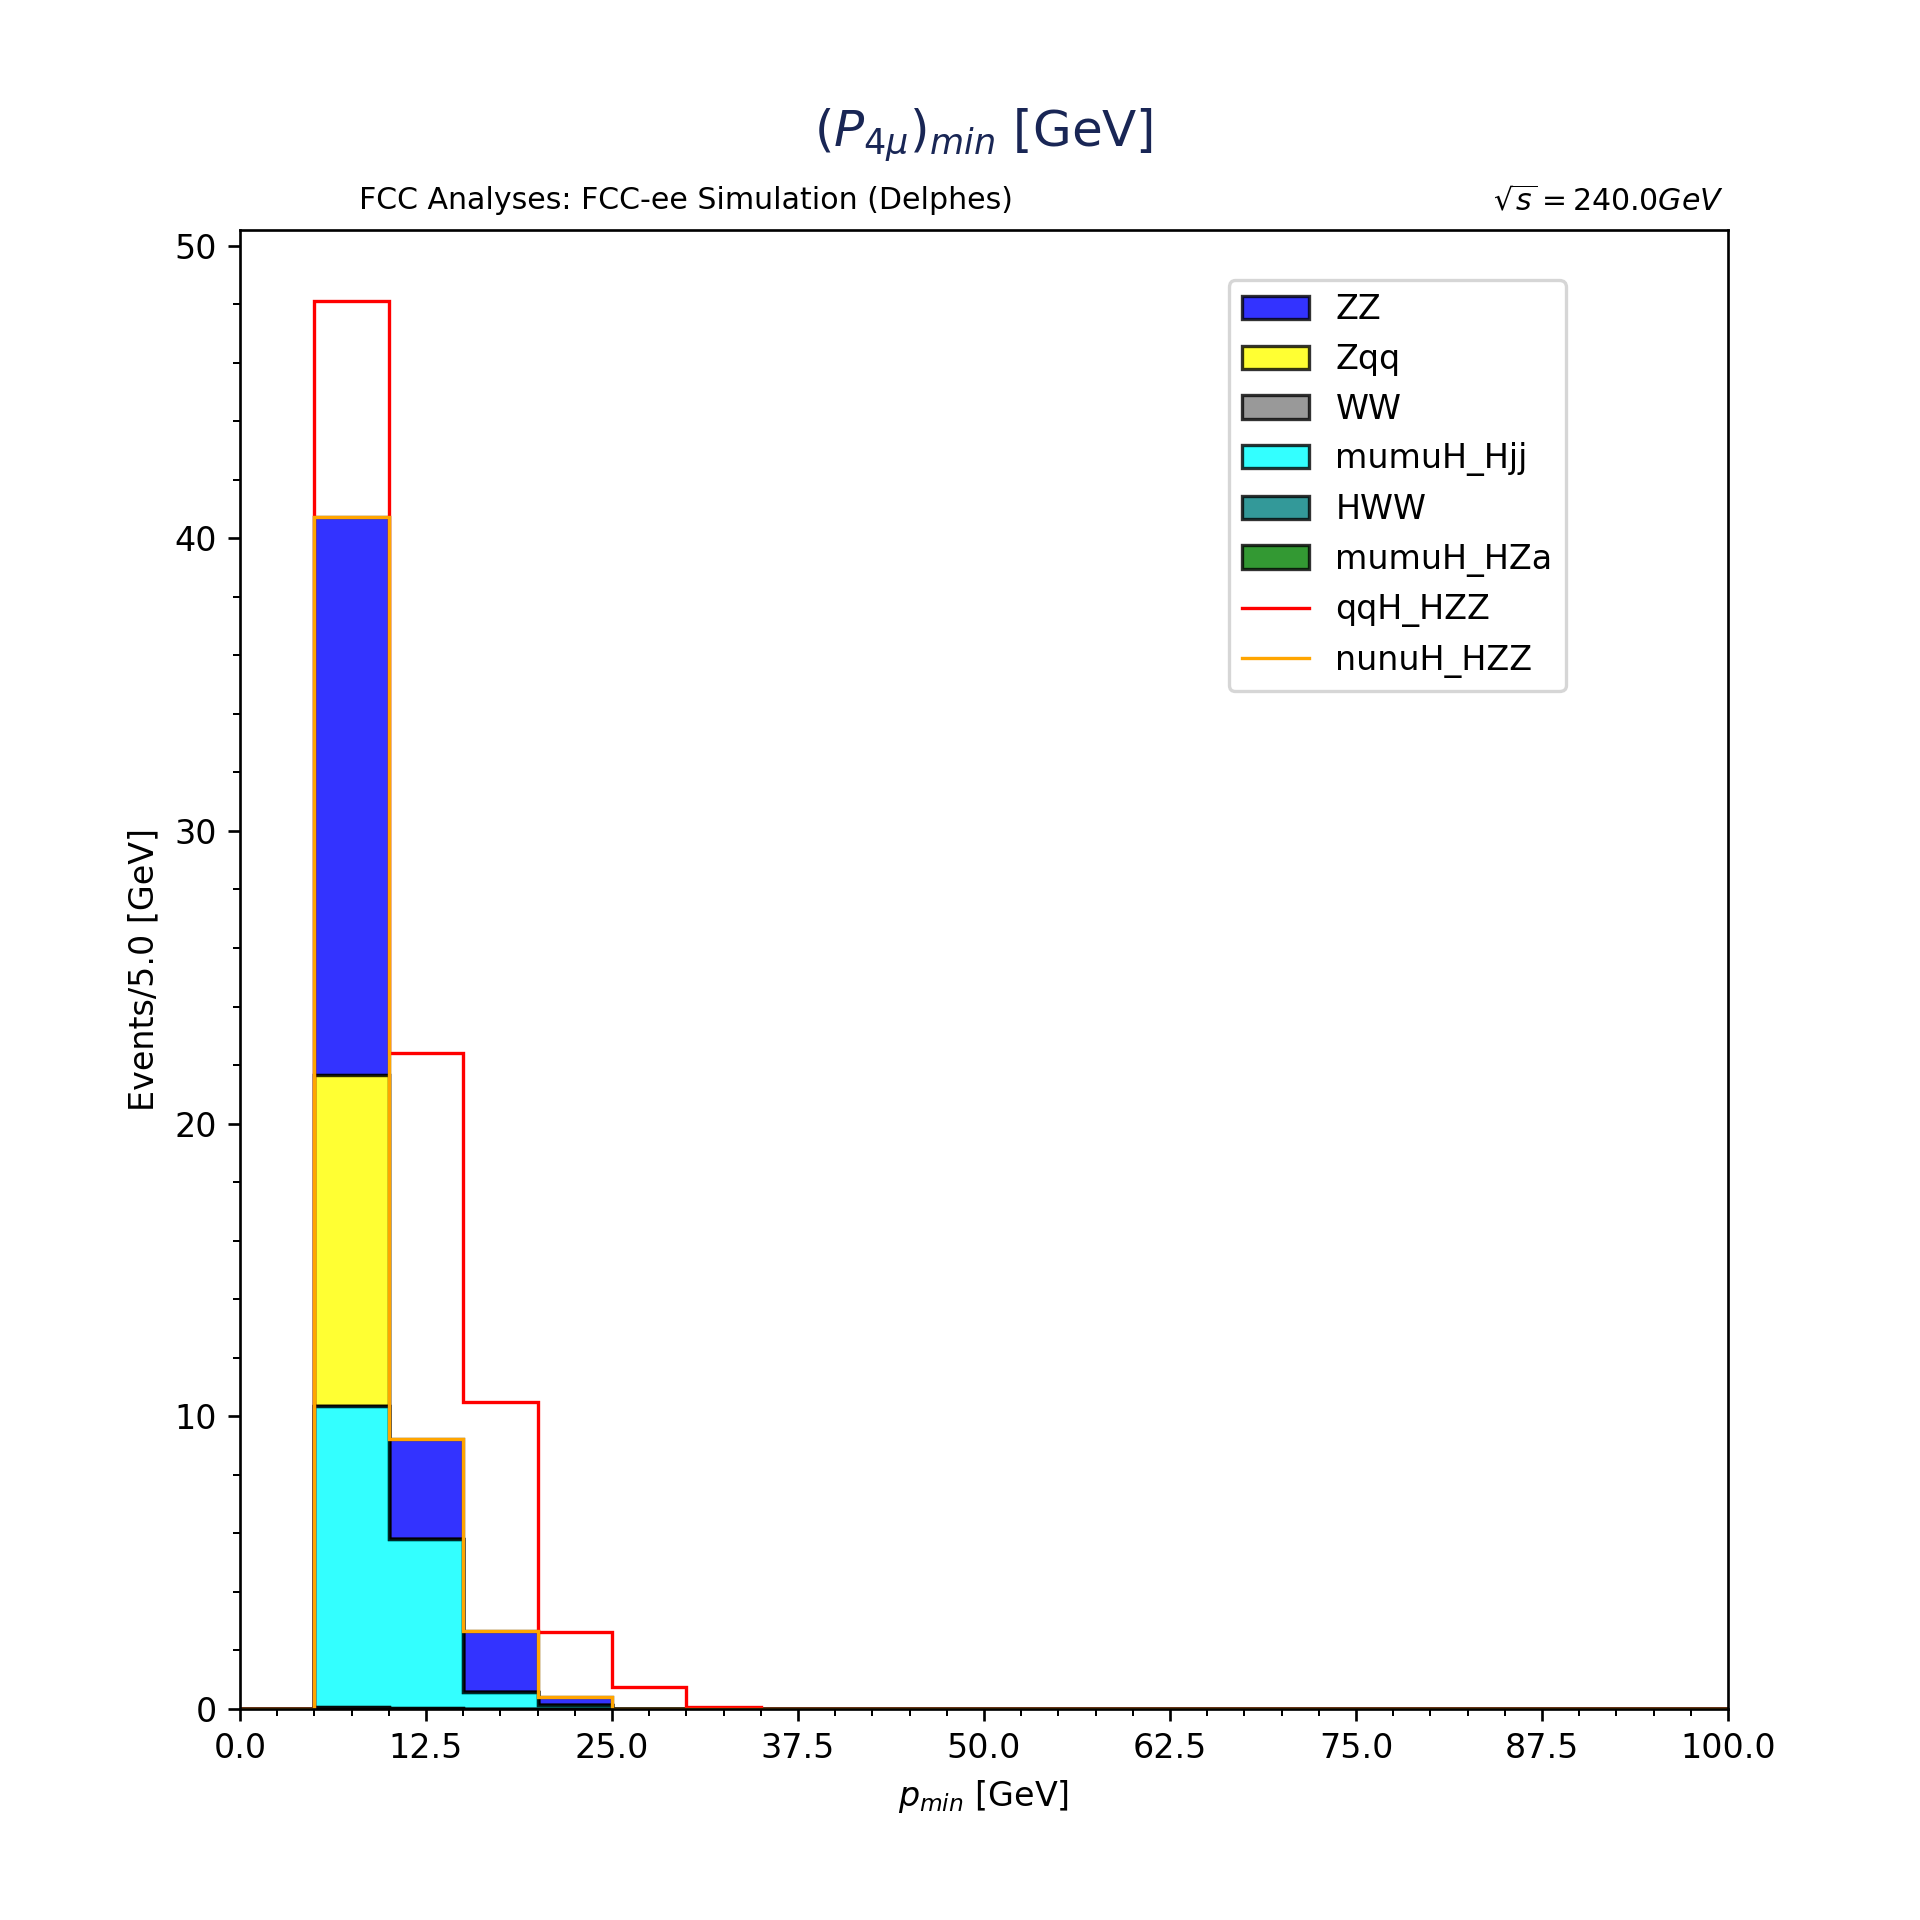 (P4μ)min [GeV]
FCC Analyses: FCC-ee Simulation (Delphes)
√s = 240.0GeV
50
40
30
20
10
0
Events/5.0 [GeV]
ZZ
Zqq
WW
mumuH_Hjj
HWW
mumuH_HZa
qqH_HZZ
nunuH_HZZ
0.0 12.5 25.0 37.5 50.0 62.5 75.0 87.5 100.0
pmin [GeV]